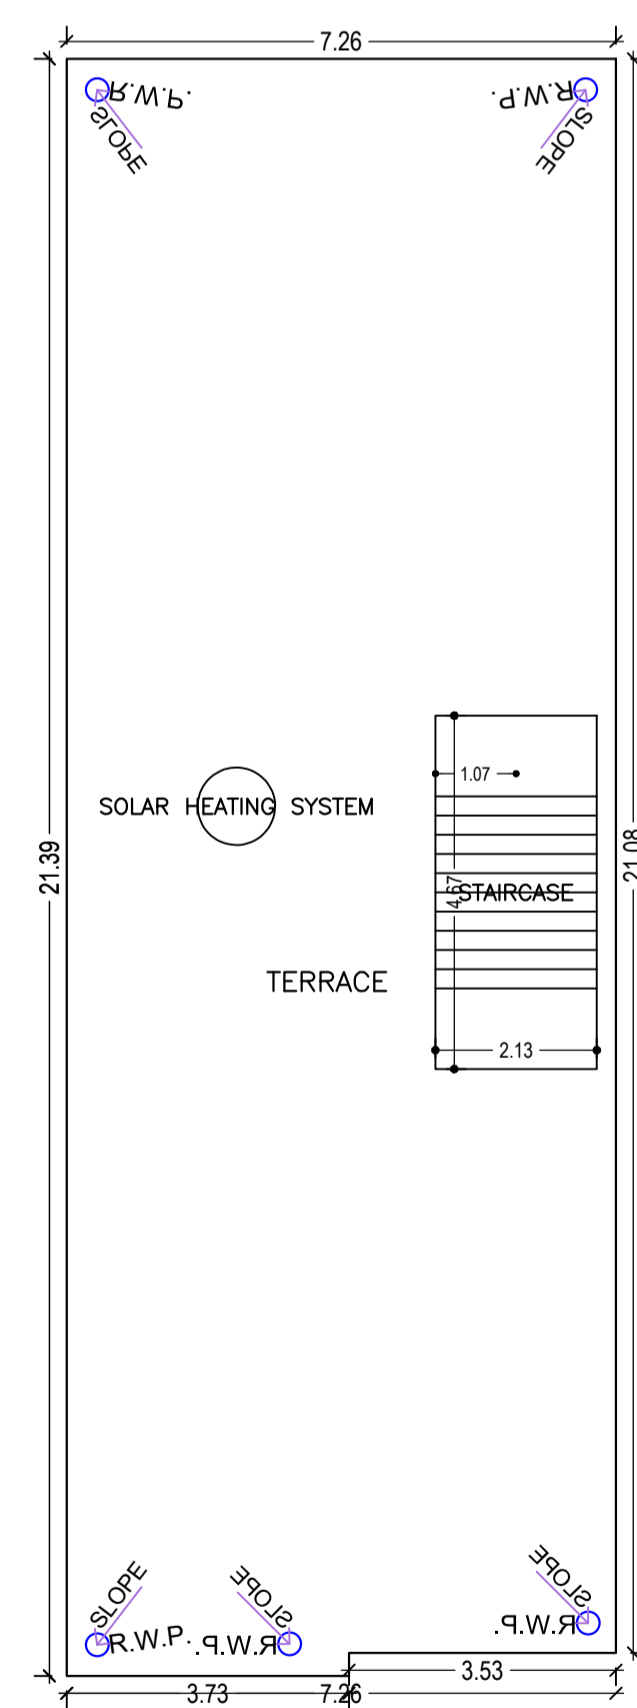 7.26
R.W.P. R.W.P.
SLOPE SLOPE
1.07
SOLAR HEATING SYSTEM
21.39
21.08
4.67
STAIRCASE
TERRACE
2.13
SLOPE SLOPE SLOPE
R.W.P. R.W.P. R.W.P.
3.53
3.73 7.26